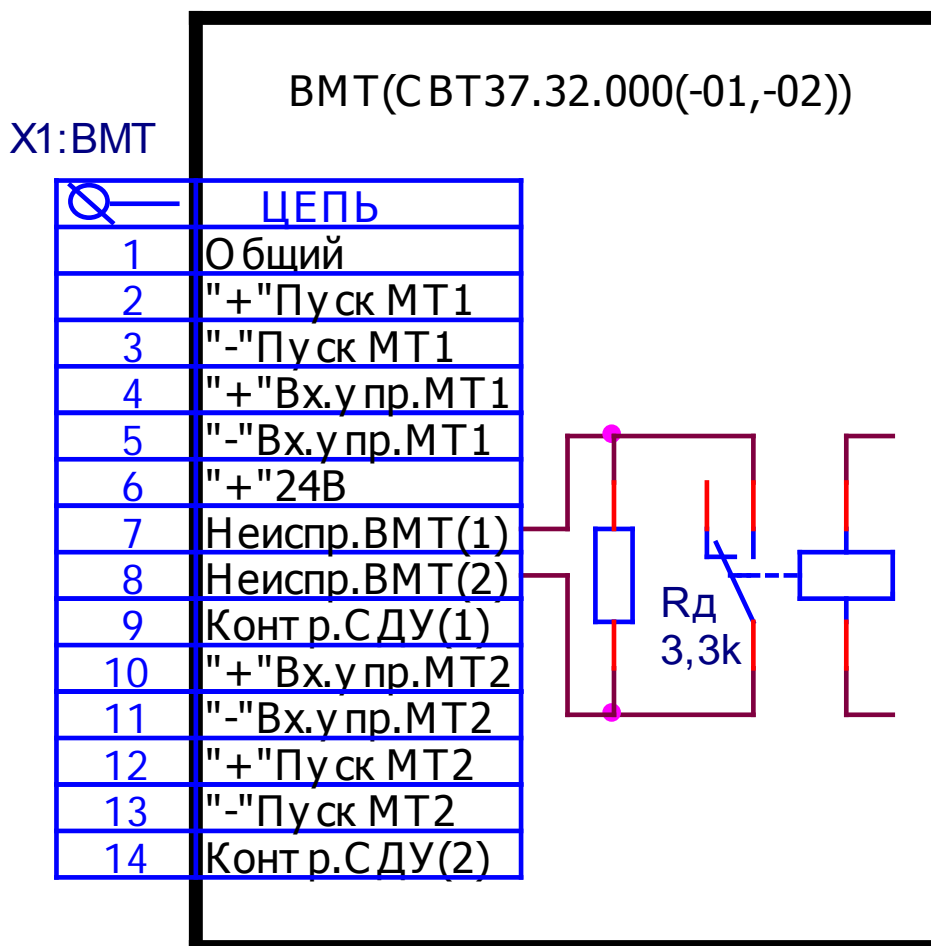 ВМТ(СВТ37.32.000(-01,-02))
X1:ВМТ
ЦЕПЬ
1 Общий
2 "+"Пуск МТ1
3 "-"Пуск МТ1
4 "+"Вх.упр.МТ1
5 "-"Вх.упр.МТ1
6 "+"24В
7 Неиспр.ВМТ(1)
8 Неиспр.ВМТ(2)
9 Контр.СДУ(1)
10 "+"Вх.упр.МТ2
11 "-"Вх.упр.МТ2
12 "+"Пуск МТ2
13 "-"Пуск МТ2
14 Контр.СДУ(2)
Rд
3,3k